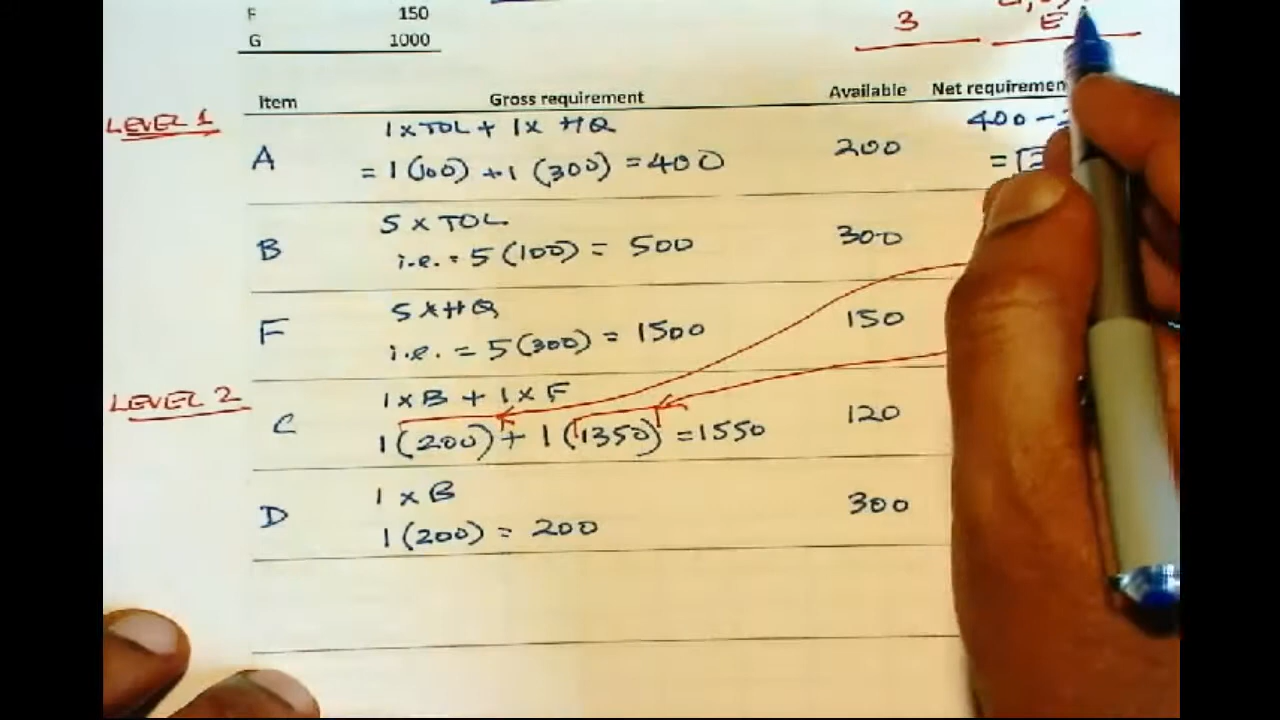 F 150
G 1000
3 E
Item Gross requirement Available Net requiremen
LEVEL 1
A 1 x TOL + 1 x HQ
= 1(100) + 1(300) = 400 200 400 -
=
B 5 x TOL
i.e. = 5(100) = 500 300
F 5 x HQ
i.e. = 5(300) = 1500 150
LEVEL 2
C 1 x B + 1 x F
1(200) + 1(1350) = 1550 120
D 1 x B
1(200) = 200 300